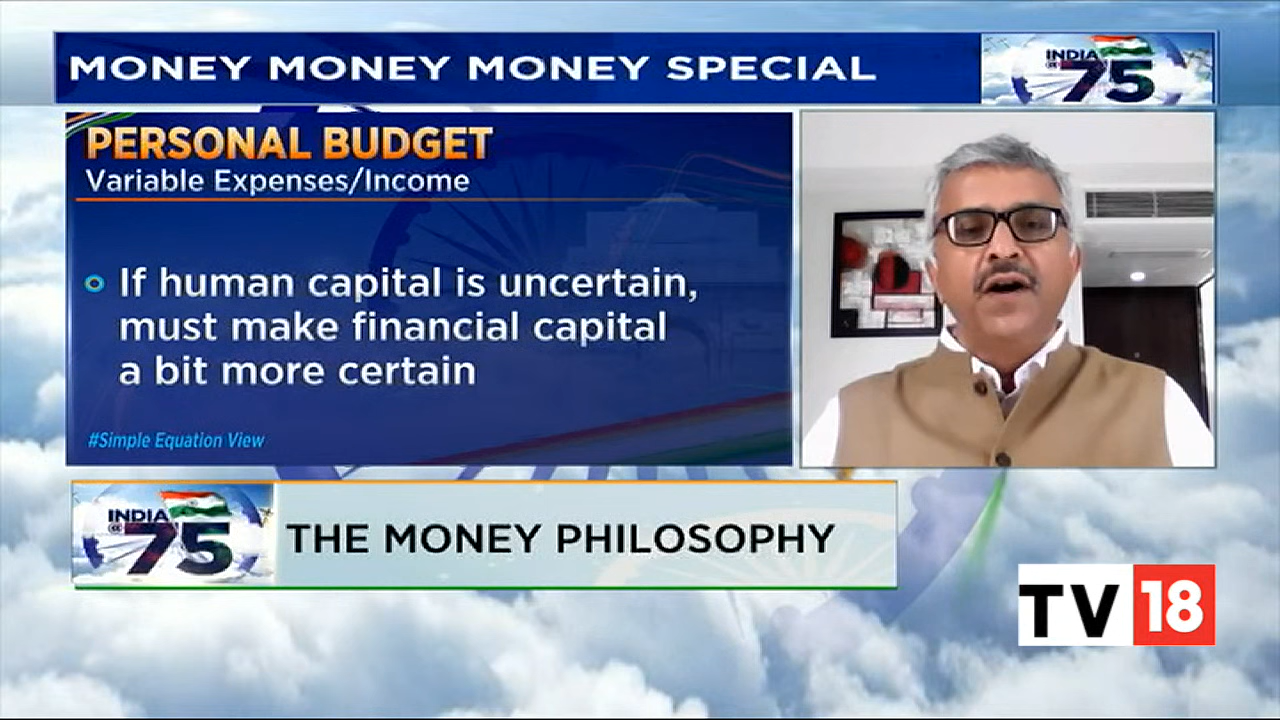 MONEY MONEY MONEY SPECIAL
INDIA
@75
PERSONAL BUDGET
Variable Expenses/Income
If human capital is uncertain,
must make financial capital
a bit more certain
#Simple Equation View
INDIA
@75
THE MONEY PHILOSOPHY
TV18